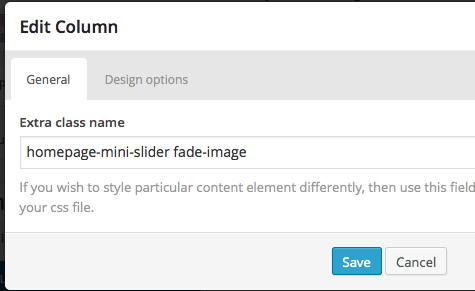 Edit Column
General Design options
Extra class name
homepage-mini-slider fade-image
If you wish to style particular content element differently, then use this field
your css file.
Save Cancel